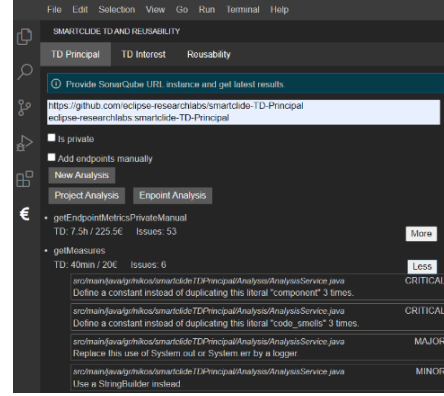 File Edit Selection View Go Run Terminal Help
SMARTCLIDE TD AND REUSABILITY
TD Principal TD Interest Reusability
Provide SonarQube URL instance and get latest results.
https://github.com/eclipse-researchlabs/smartclide-TD-Principal
eclipse-researchlabs:smartclide-TD-Principal
Is private
Add endpoints manually
New Analysis
Project Analysis Enpoint Analysis
€
• getEndpointMetricsPrivateManual
TD: 7.5h / 225.5€ Issues: 53
More
• getMeasures
TD: 40min / 20€ Issues: 6
Less
src/main/java/gr/nikos/smartclideTDPrincipal/Analysis/AnalysisService.java CRITICAL
Define a constant instead of duplicating this literal "component" 3 times.
src/main/java/gr/nikos/smartclideTDPrincipal/Analysis/AnalysisService.java CRITICAL
Define a constant instead of duplicating this literal "code_smells" 3 times.
src/main/java/gr/nikos/smartclideTDPrincipal/Analysis/AnalysisService.java MAJOR
Replace this use of System.out or System.err by a logger.
src/main/java/gr/nikos/smartclideTDPrincipal/Analysis/AnalysisService.java MINOR
Use a StringBuilder instead.